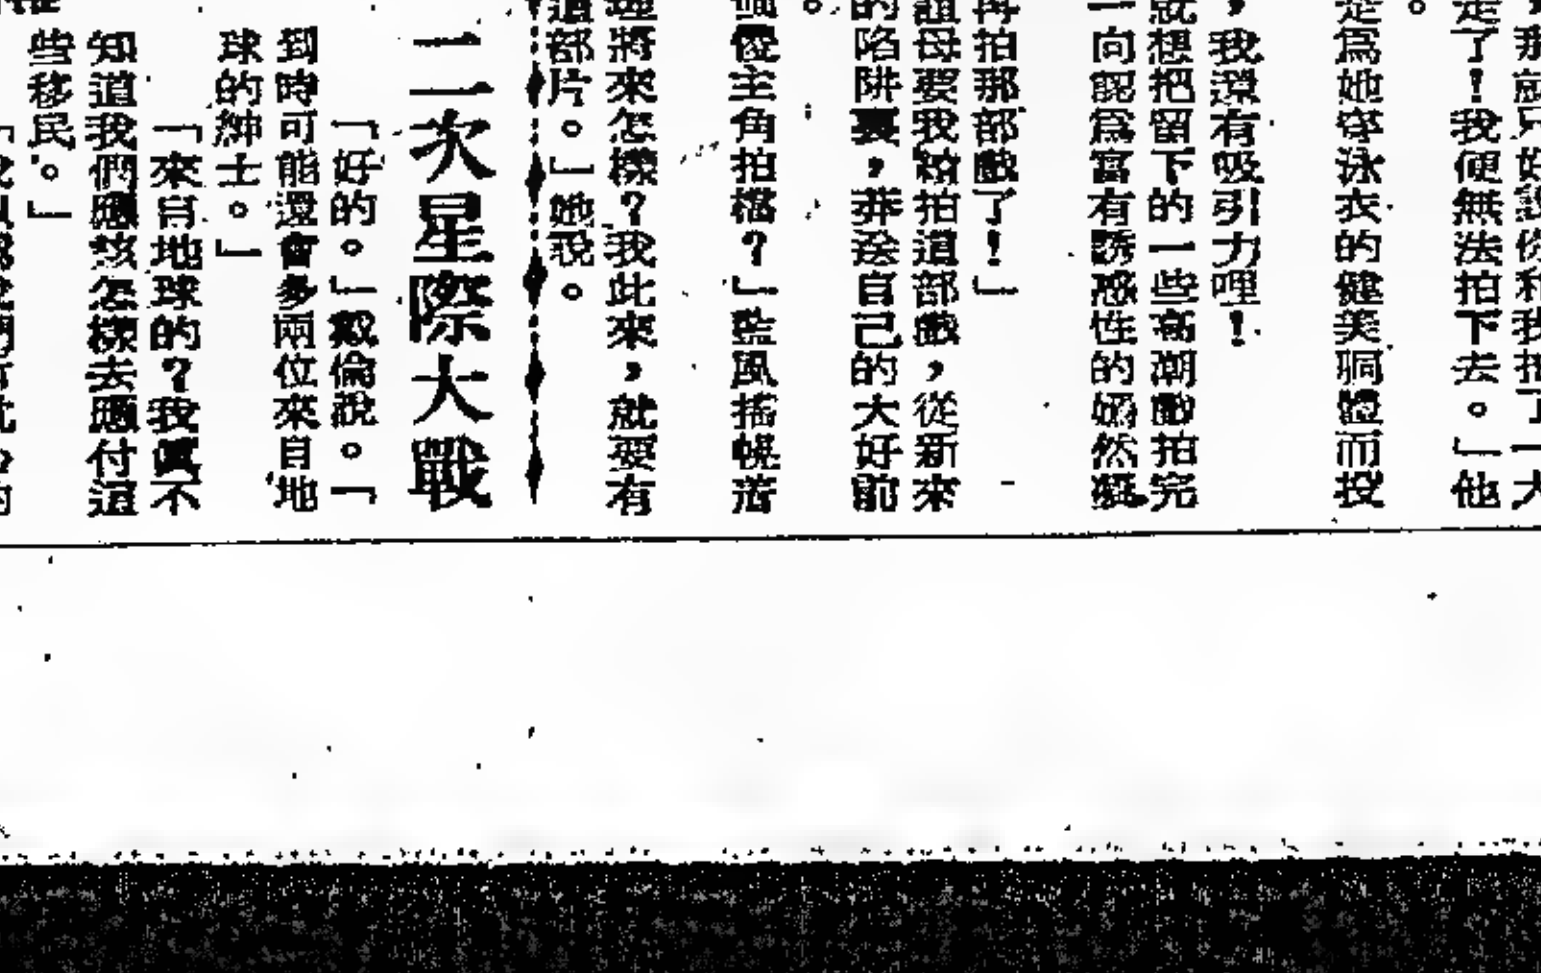 ，那就只好說你和我拍了一大
走了！我便無法拍下去。」他
。
是爲她穿泳衣的健美胴體而投
，我還有吸引力哩！
就想把留下的一些高潮戲拍完
一向認爲富有誘惑性的嫣然
再拍那部戲了！」
祖母要我拍這部戲，從新來
的陷阱裏，葬送自己的大好前
。
個傻主角拍檔？」藍風搖幌着
將來怎樣？我此來，就要有
這部片。」她說。
二次星際大戰
「好的。」戴倫說。「
到時可能還會多兩位來自地
球的紳士。」
「來自地球的？我眞不
知道我們應該怎樣去應付這
些移民。」